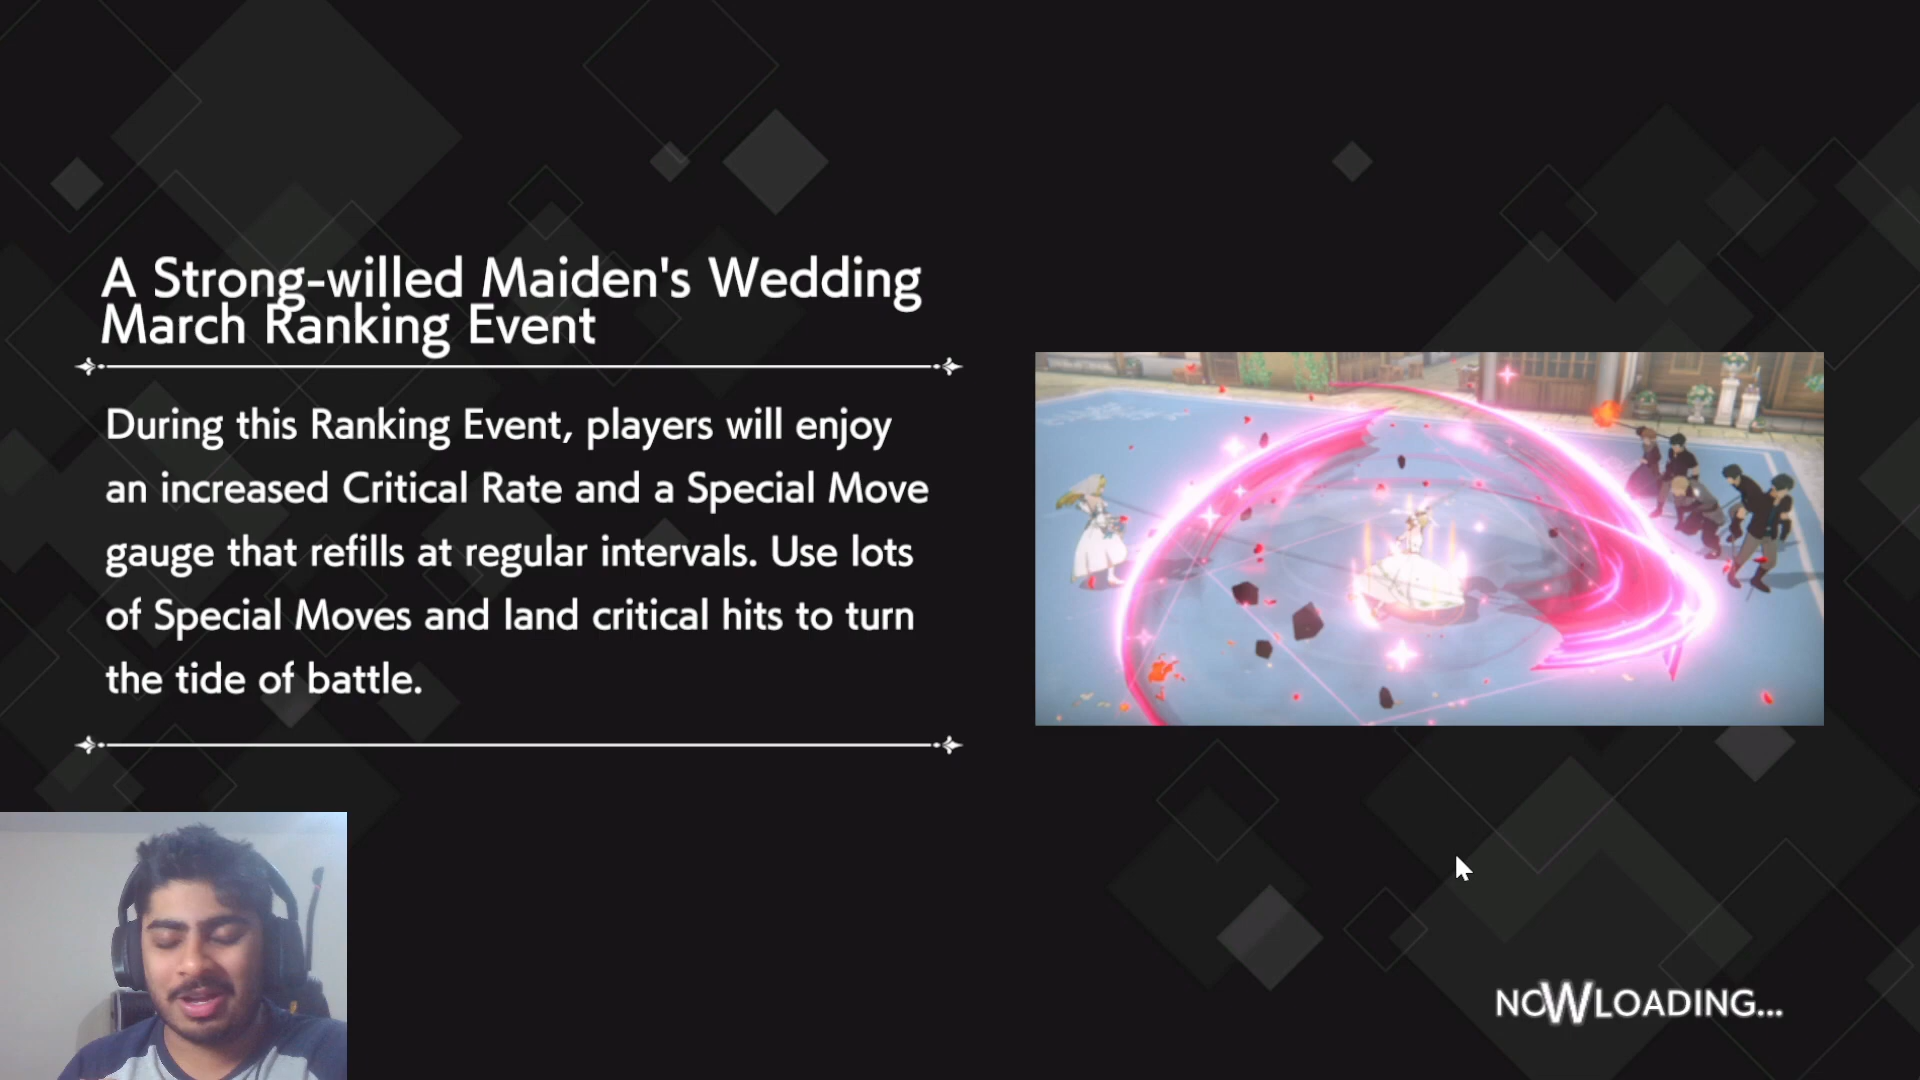 A Strong-willed Maiden's Wedding
March Ranking Event
During this Ranking Event, players will enjoy
an increased Critical Rate and a Special Move
gauge that refills at regular intervals. Use lots
of Special Moves and land critical hits to turn
the tide of battle.
NOW LOADING...